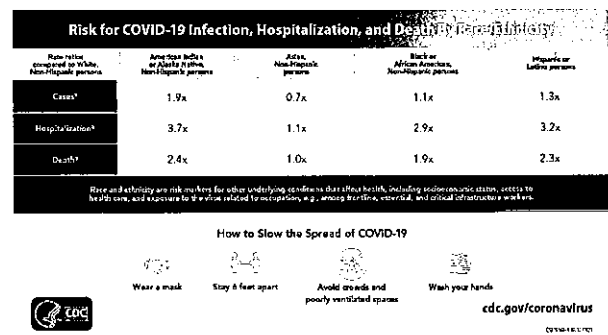 Risk for COVID-19 Infection, Hospitalization, and Death By Race/Ethnicity
Rate ratios
compared to White,
Non-Hispanic persons
American Indian
or Alaska Native,
Non-Hispanic persons
Asian,
Non-Hispanic
persons
Black or
African American,
Non-Hispanic persons
Hispanic or
Latino persons
Cases¹
1.9x
0.7x
1.1x
1.3x
Hospitalization²
3.7x
1.1x
2.9x
3.2x
Death³
2.4x
1.0x
1.9x
2.3x
Race and ethnicity are risk markers for other underlying conditions that affect health, including socioeconomic status, access to
health care, and exposure to the virus related to occupation, e.g., among frontline, essential, and critical infrastructure workers.
How to Slow the Spread of COVID-19
Wear a mask
Stay 6 feet apart
Avoid crowds and
poorly ventilated spaces
Wash your hands
CDC
cdc.gov/coronavirus